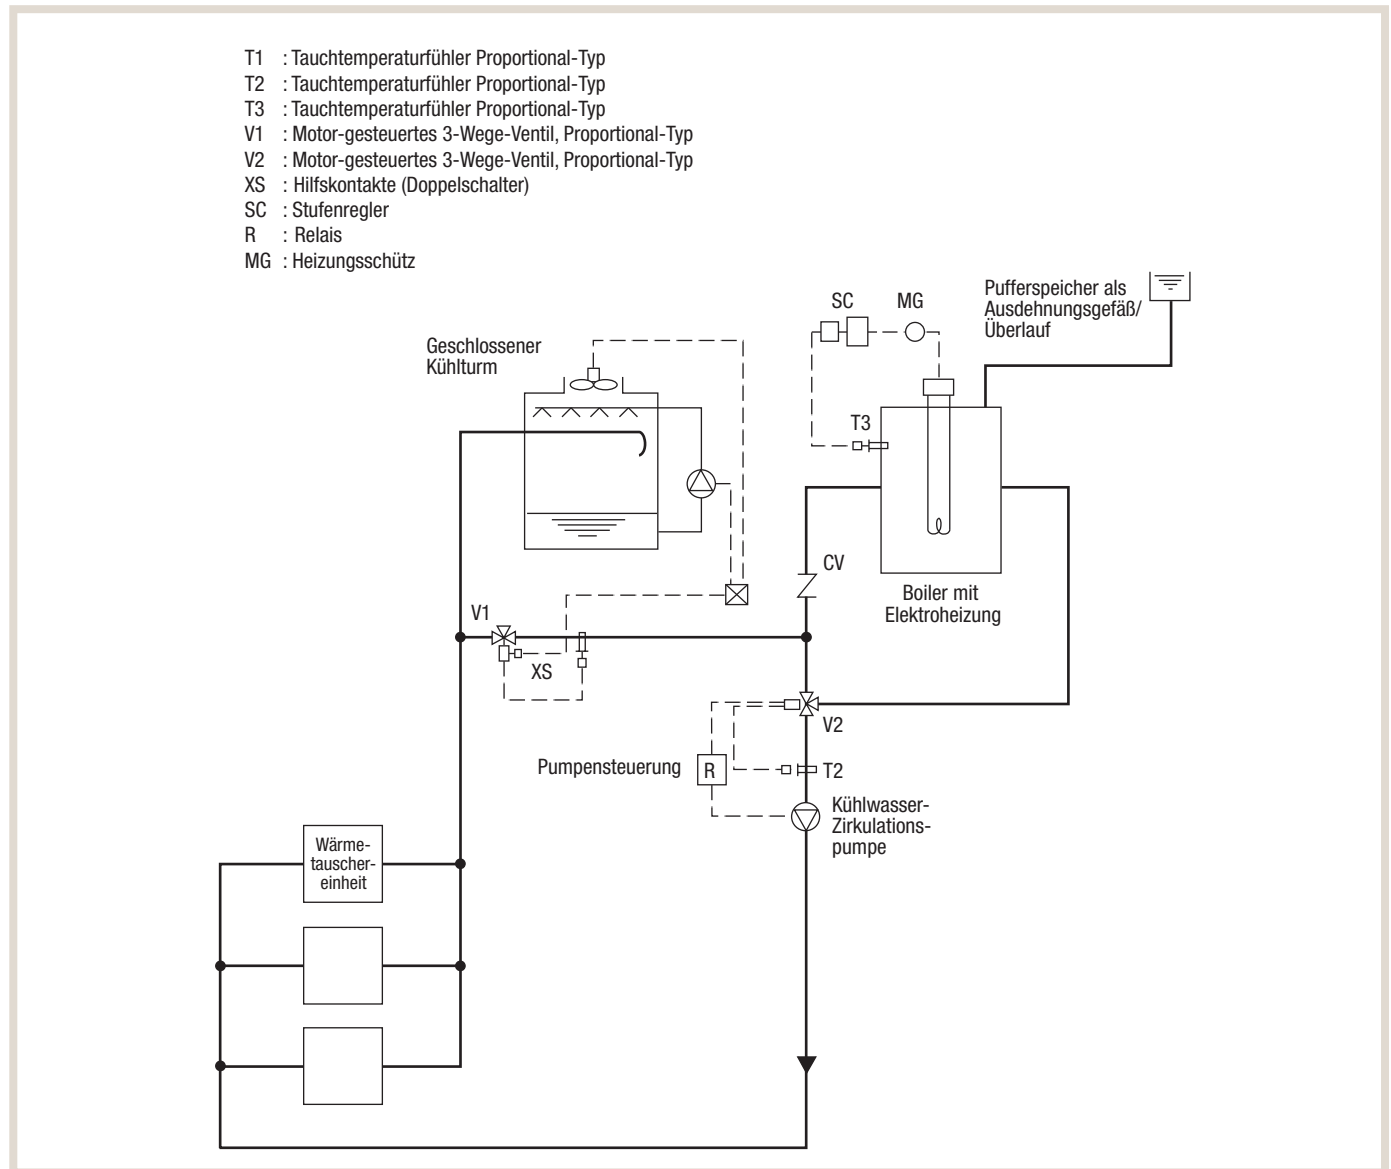 T1 : Tauchtemperaturfühler Proportional-Typ
T2 : Tauchtemperaturfühler Proportional-Typ
T3 : Tauchtemperaturfühler Proportional-Typ
V1 : Motor-gesteuertes 3-Wege-Ventil, Proportional-Typ
V2 : Motor-gesteuertes 3-Wege-Ventil, Proportional-Typ
XS : Hilfskontakte (Doppelschalter)
SC : Stufenregler
R : Relais
MG : Heizungsschütz
Pufferspeicher als
Ausdehnungsgefäß/
Überlauf
SC
MG
Geschlossener
Kühlturm
T3
CV
Boiler mit
Elektroheizung
V1
XS
V2
Pumpensteuerung
R
T2
Kühlwasser-
Zirkulations-
pumpe
Wärme-
tauscher-
einheit